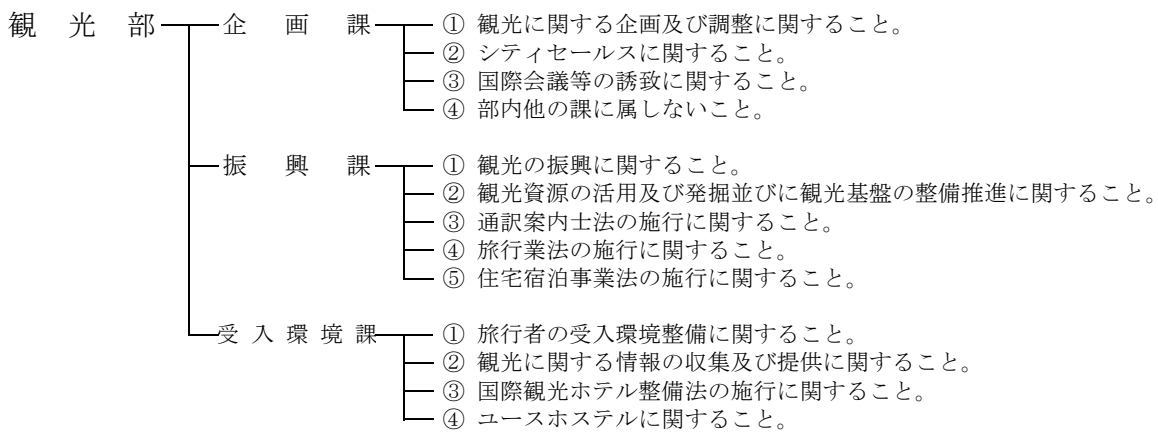 観光部 企画課 ① 観光に関する企画及び調整に関すること。
② シティセールスに関すること。
③ 国際会議等の誘致に関すること。
④ 部内他の課に属しないこと。
振興課 ① 観光の振興に関すること。
② 観光資源の活用及び発掘並びに観光基盤の整備推進に関すること。
③ 通訳案内士法の施行に関すること。
④ 旅行業法の施行に関すること。
⑤ 住宅宿泊事業法の施行に関すること。
受入環境課 ① 旅行者の受入環境整備に関すること。
② 観光に関する情報の収集及び提供に関すること。
③ 国際観光ホテル整備法の施行に関すること。
④ ユースホステルに関すること。